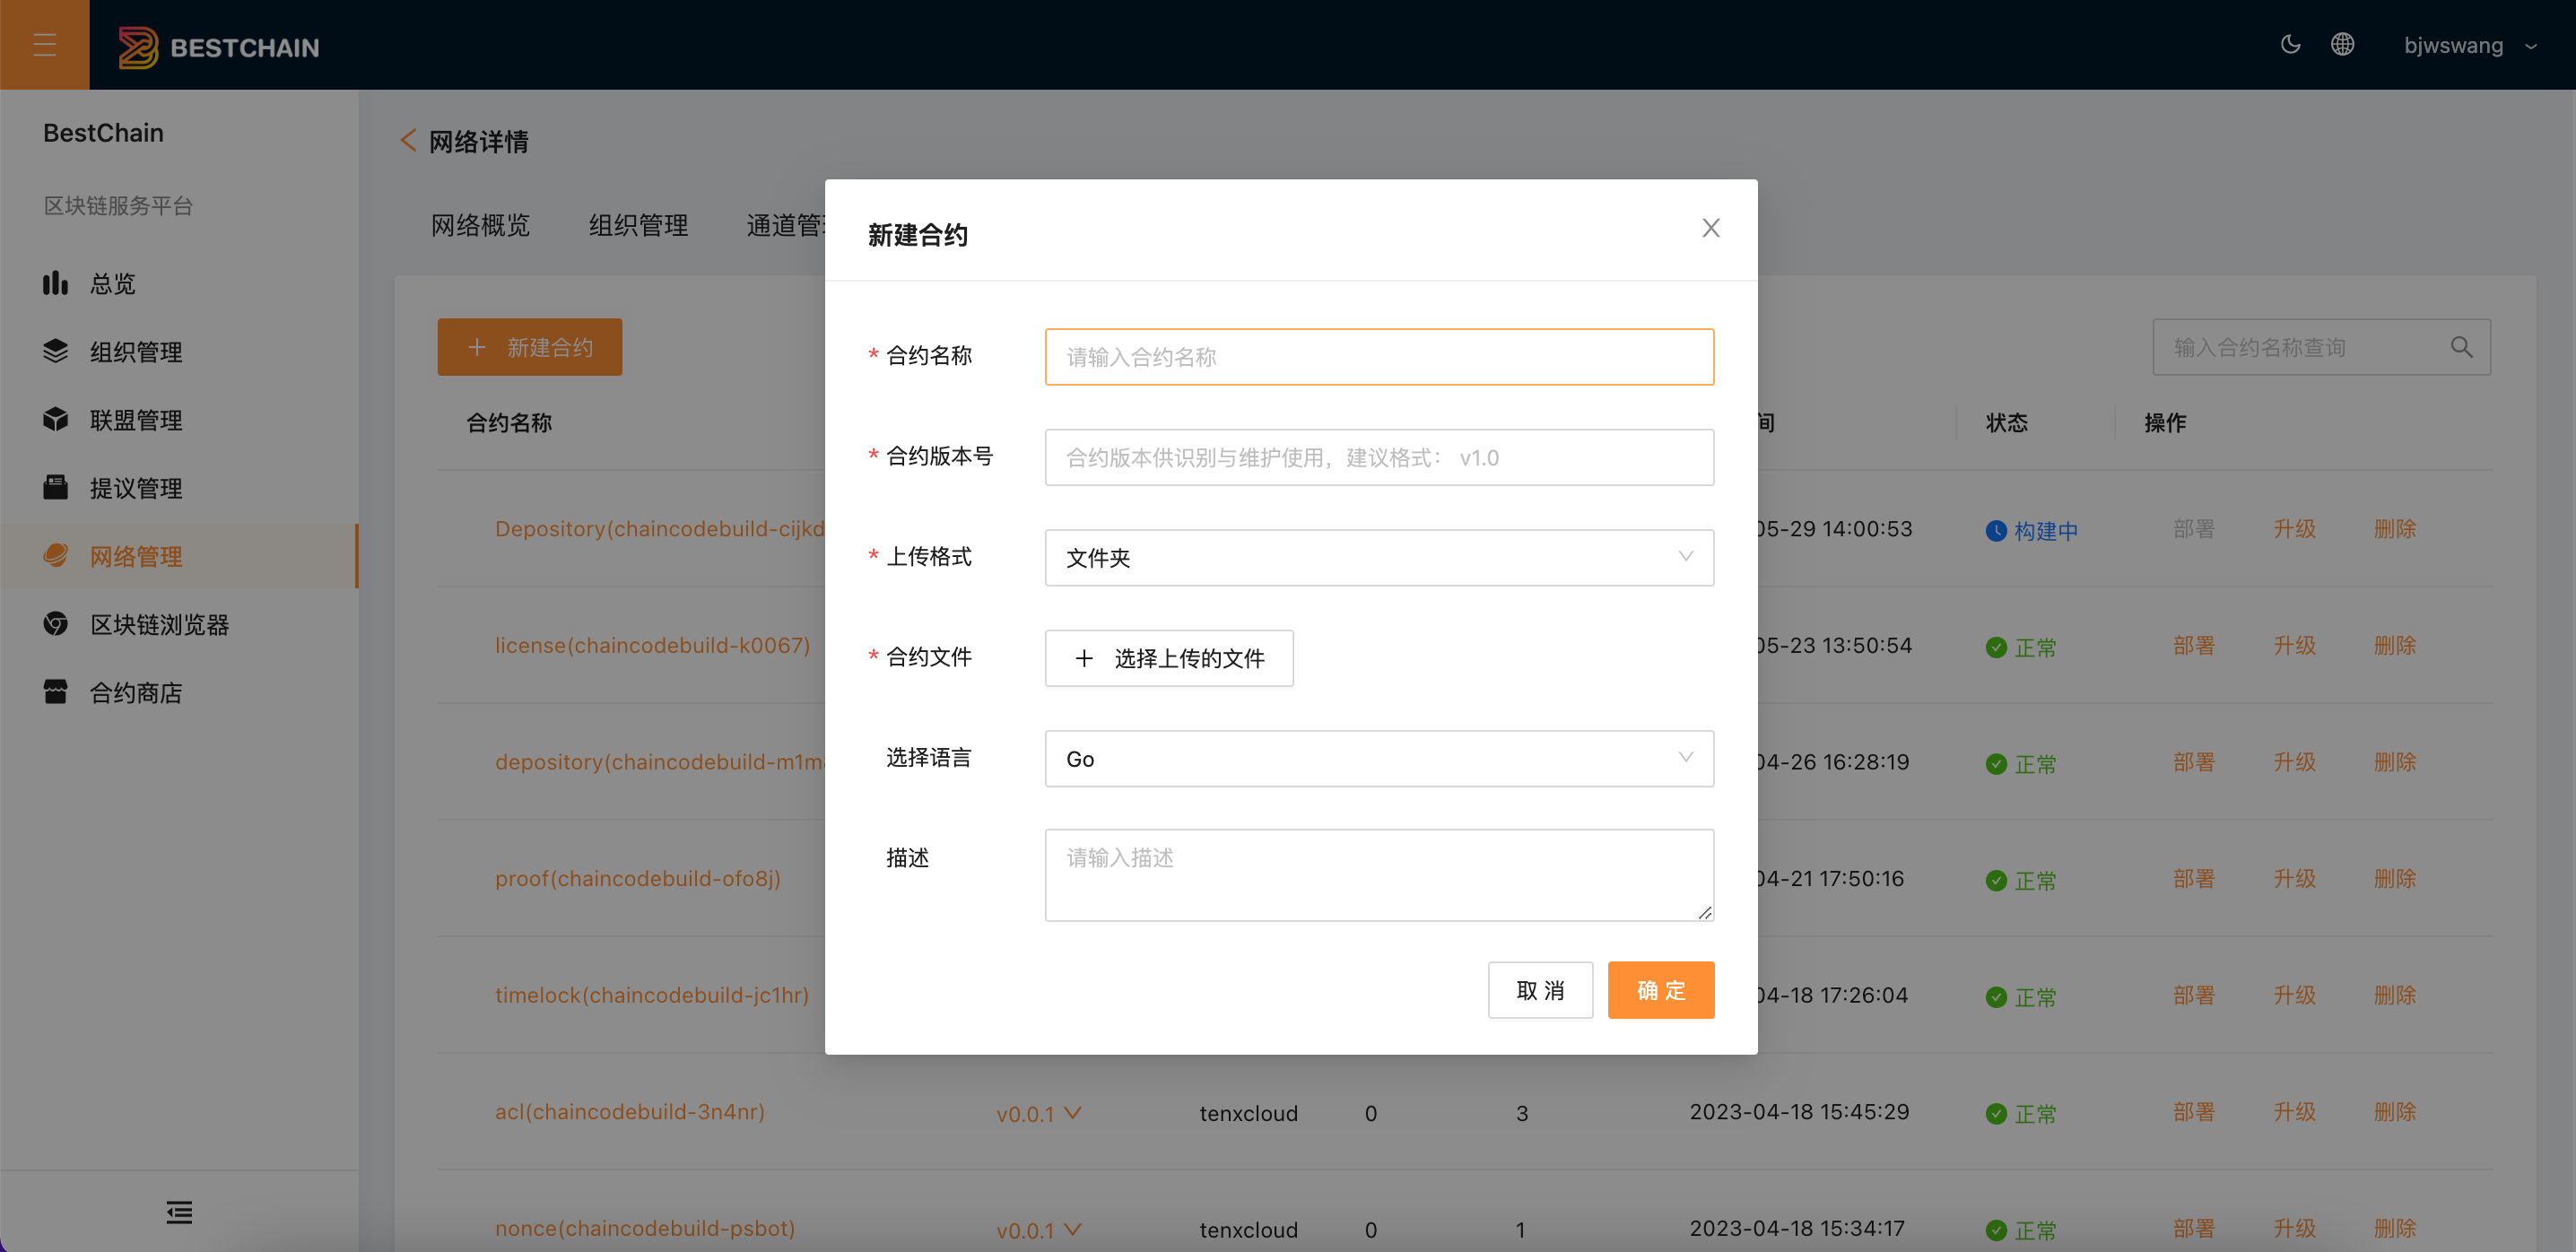 BESTCHAIN
bjwswang
BestChain
区块链服务平台
总览
组织管理
联盟管理
提议管理
网络管理
区块链浏览器
合约商店
网络详情
网络概览 组织管理 通道管
新建合约
输入合约名称查询
合约名称 间 状态 操作
Depository(chaincodebuild-cijkd 05-29 14:00:53 构建中 部署 升级 删除
license(chaincodebuild-k0067) 05-23 13:50:54 正常 部署 升级 删除
depository(chaincodebuild-m1m 04-26 16:28:19 正常 部署 升级 删除
proof(chaincodebuild-ofo8j) 04-21 17:50:16 正常 部署 升级 删除
timelock(chaincodebuild-jc1hr) 04-18 17:26:04 正常 部署 升级 删除
acl(chaincodebuild-3n4nr) v0.0.1 tenxcloud 0 3 2023-04-18 15:45:29 正常 部署 升级 删除
nonce(chaincodebuild-psbot) v0.0.1 tenxcloud 0 1 2023-04-18 15:34:17 正常 部署 升级 删除
新建合约
* 合约名称 请输入合约名称
* 合约版本号 合约版本供识别与维护使用，建议格式： v1.0
* 上传格式 文件夹
* 合约文件 + 选择上传的文件
选择语言 Go
描述 请输入描述
取 消 确 定